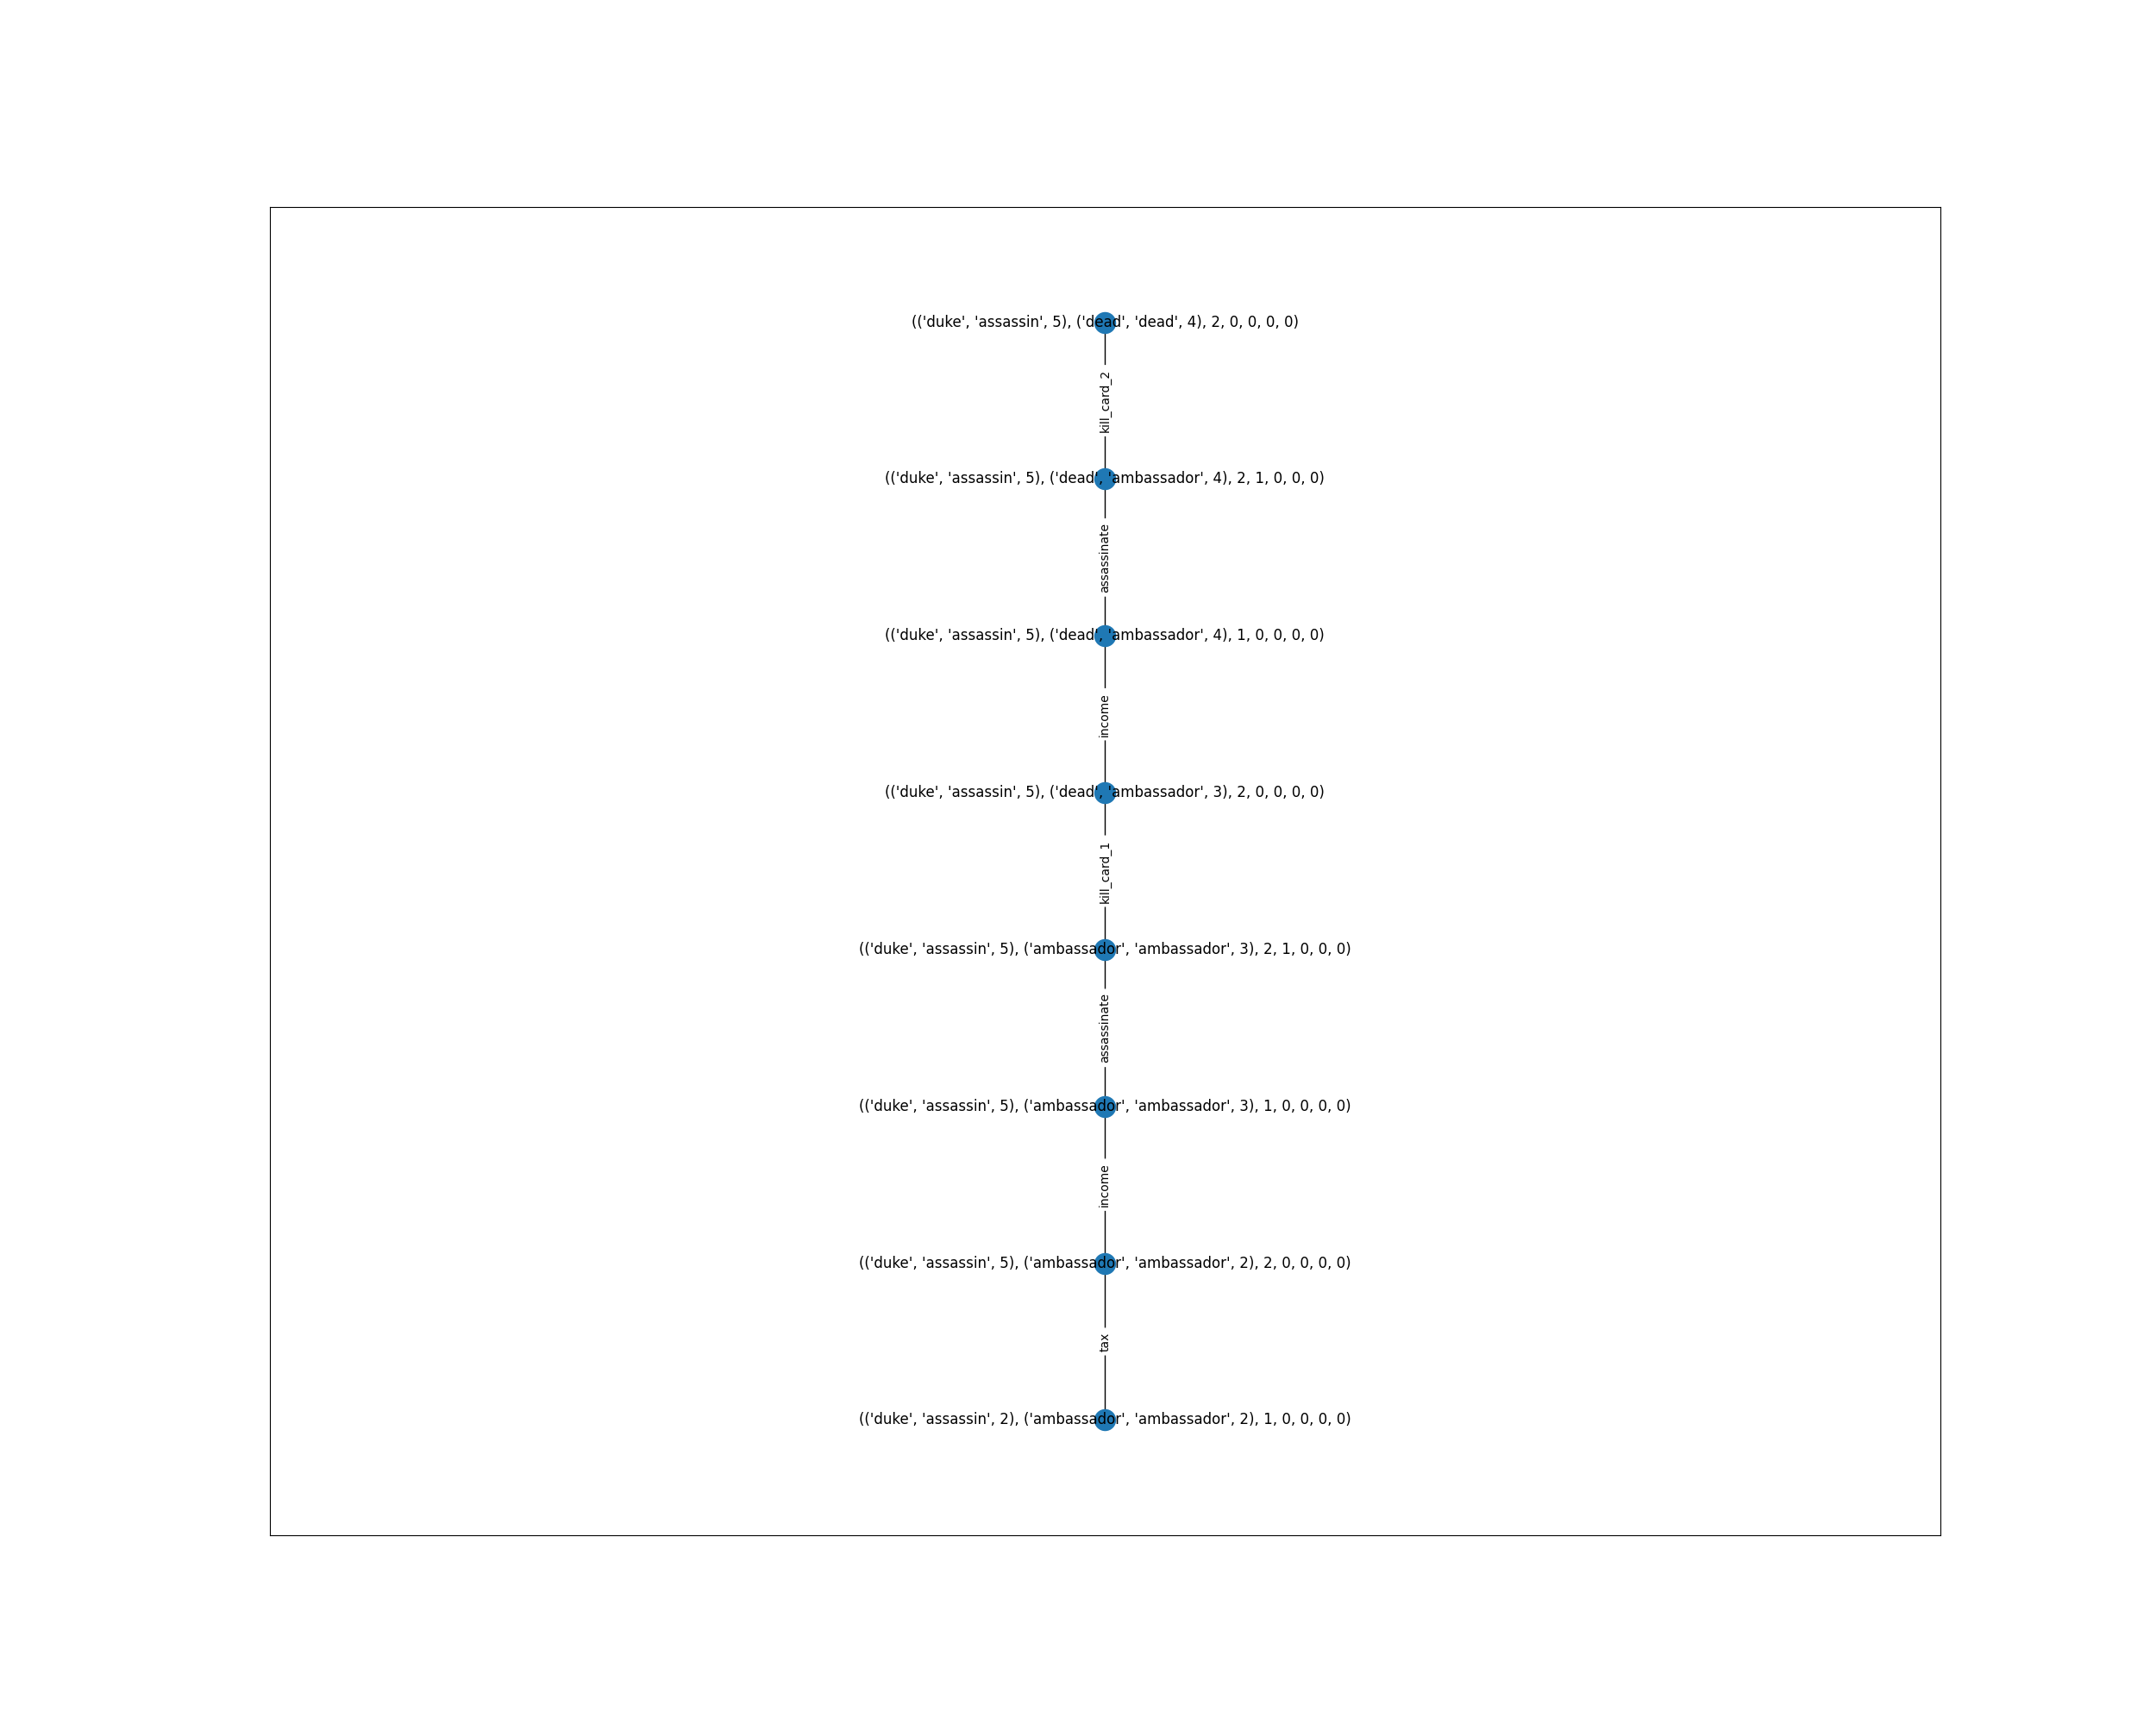 (('duke', 'assassin', 5), ('dead', 'dead', 4), 2, 0, 0, 0, 0)
kill_card_2
(('duke', 'assassin', 5), ('dead', 'ambassador', 4), 2, 1, 0, 0, 0)
assassinate
(('duke', 'assassin', 5), ('dead', 'ambassador', 4), 1, 0, 0, 0, 0)
income
(('duke', 'assassin', 5), ('dead', 'ambassador', 3), 2, 0, 0, 0, 0)
kill_card_1
(('duke', 'assassin', 5), ('ambassador', 'ambassador', 3), 2, 1, 0, 0, 0)
assassinate
(('duke', 'assassin', 5), ('ambassador', 'ambassador', 3), 1, 0, 0, 0, 0)
income
(('duke', 'assassin', 5), ('ambassador', 'ambassador', 2), 2, 0, 0, 0, 0)
tax
(('duke', 'assassin', 2), ('ambassador', 'ambassador', 2), 1, 0, 0, 0, 0)